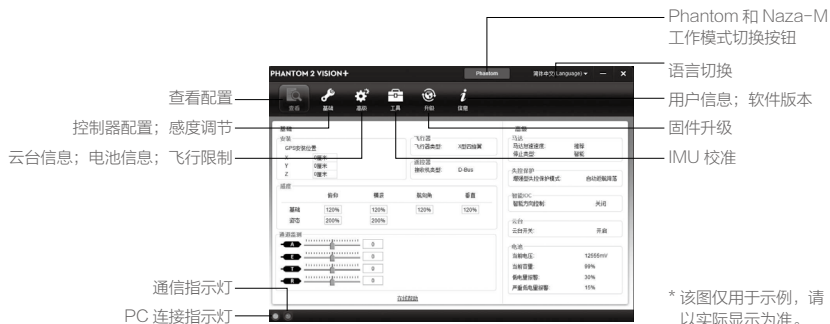 Phantom 和 Naza-M
工作模式切换按钮
语言切换
用户信息；软件版本
固件升级
IMU 校准
查看配置
控制器配置；感度调节
云台信息；电池信息；飞行限制
通信指示灯
PC 连接指示灯
PHANTOM 2 VISION+
Phantom
简体中文( Language)
查看
基础
高级
工具
升级
信息
基础
安装
GPS安装位置
X 0厘米
Y 0厘米
Z 0厘米
飞行器
飞行器类型: X型四旋翼
遥控器
接收机类型: D-Bus
感度
俯仰 横滚 航向角 垂直
基础 120% 120% 120% 120%
姿态 200% 200%
通道监测
A 0
E 0
T 0
R 0
在线帮助
高级
马达
马达怠速速度: 推荐
停止类型: 智能
失控保护
增强型失控保护模式: 自动返航降落
智能IOC
智能方向控制: 关闭
云台
云台开关: 开启
电池
当前电压: 12555mV
当前容量: 99%
低电量报警: 30%
严重低电量报警: 15%
* 该图仅用于示例，请
以实际显示为准。